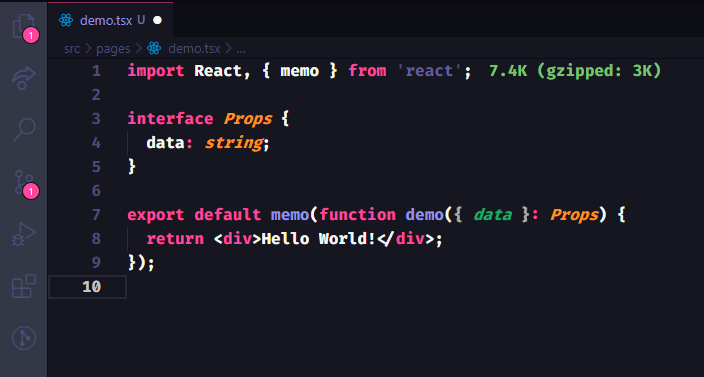 demo.tsx U
1
src > pages > demo.tsx > ...
1 import React, { memo } from 'react'; 7.4K (gzipped: 3K)
2
3 interface Props {
4 data: string;
5 }
6
7 export default memo(function demo({ data }: Props) {
1
8 return <div>Hello World!</div>;
9 });
10